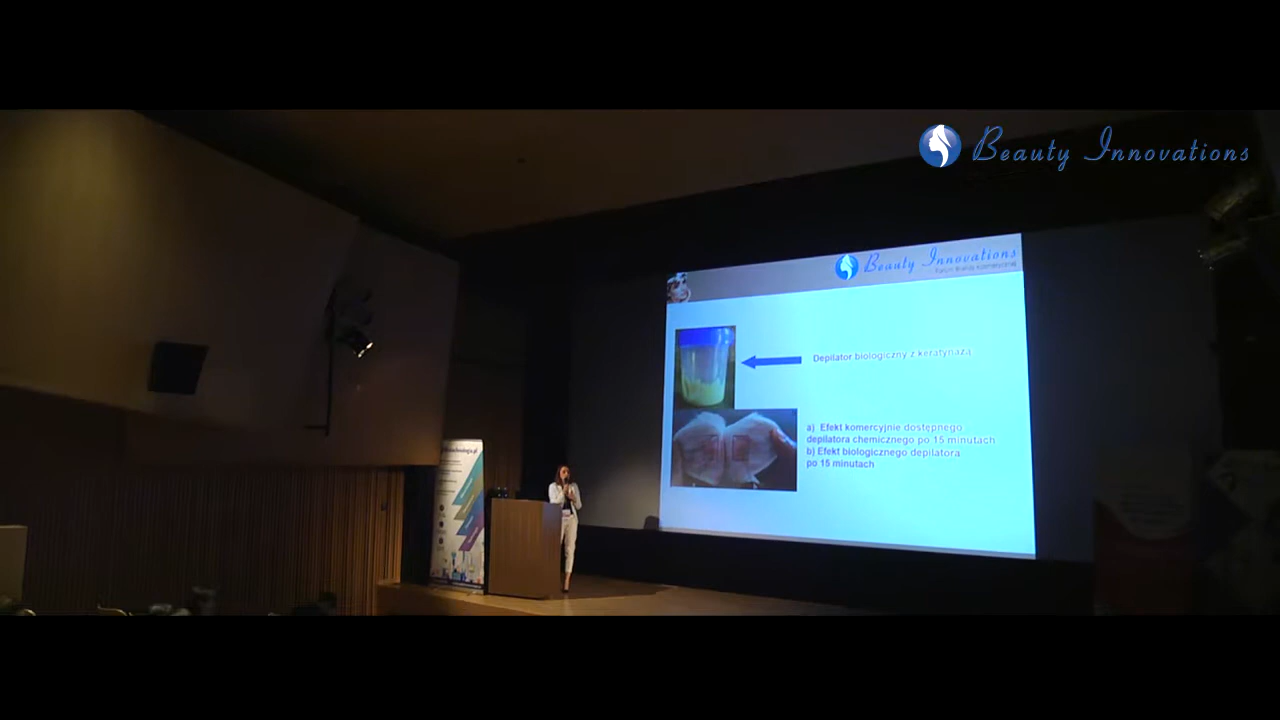 Beauty Innovations
Beauty Innovations
Depilator biologiczny z keratynazą
a) Efekt komercyjnie dostępnego
depilatora chemicznego po 15 minutach
b) Efekt biologicznego depilatora
po 15 minutach